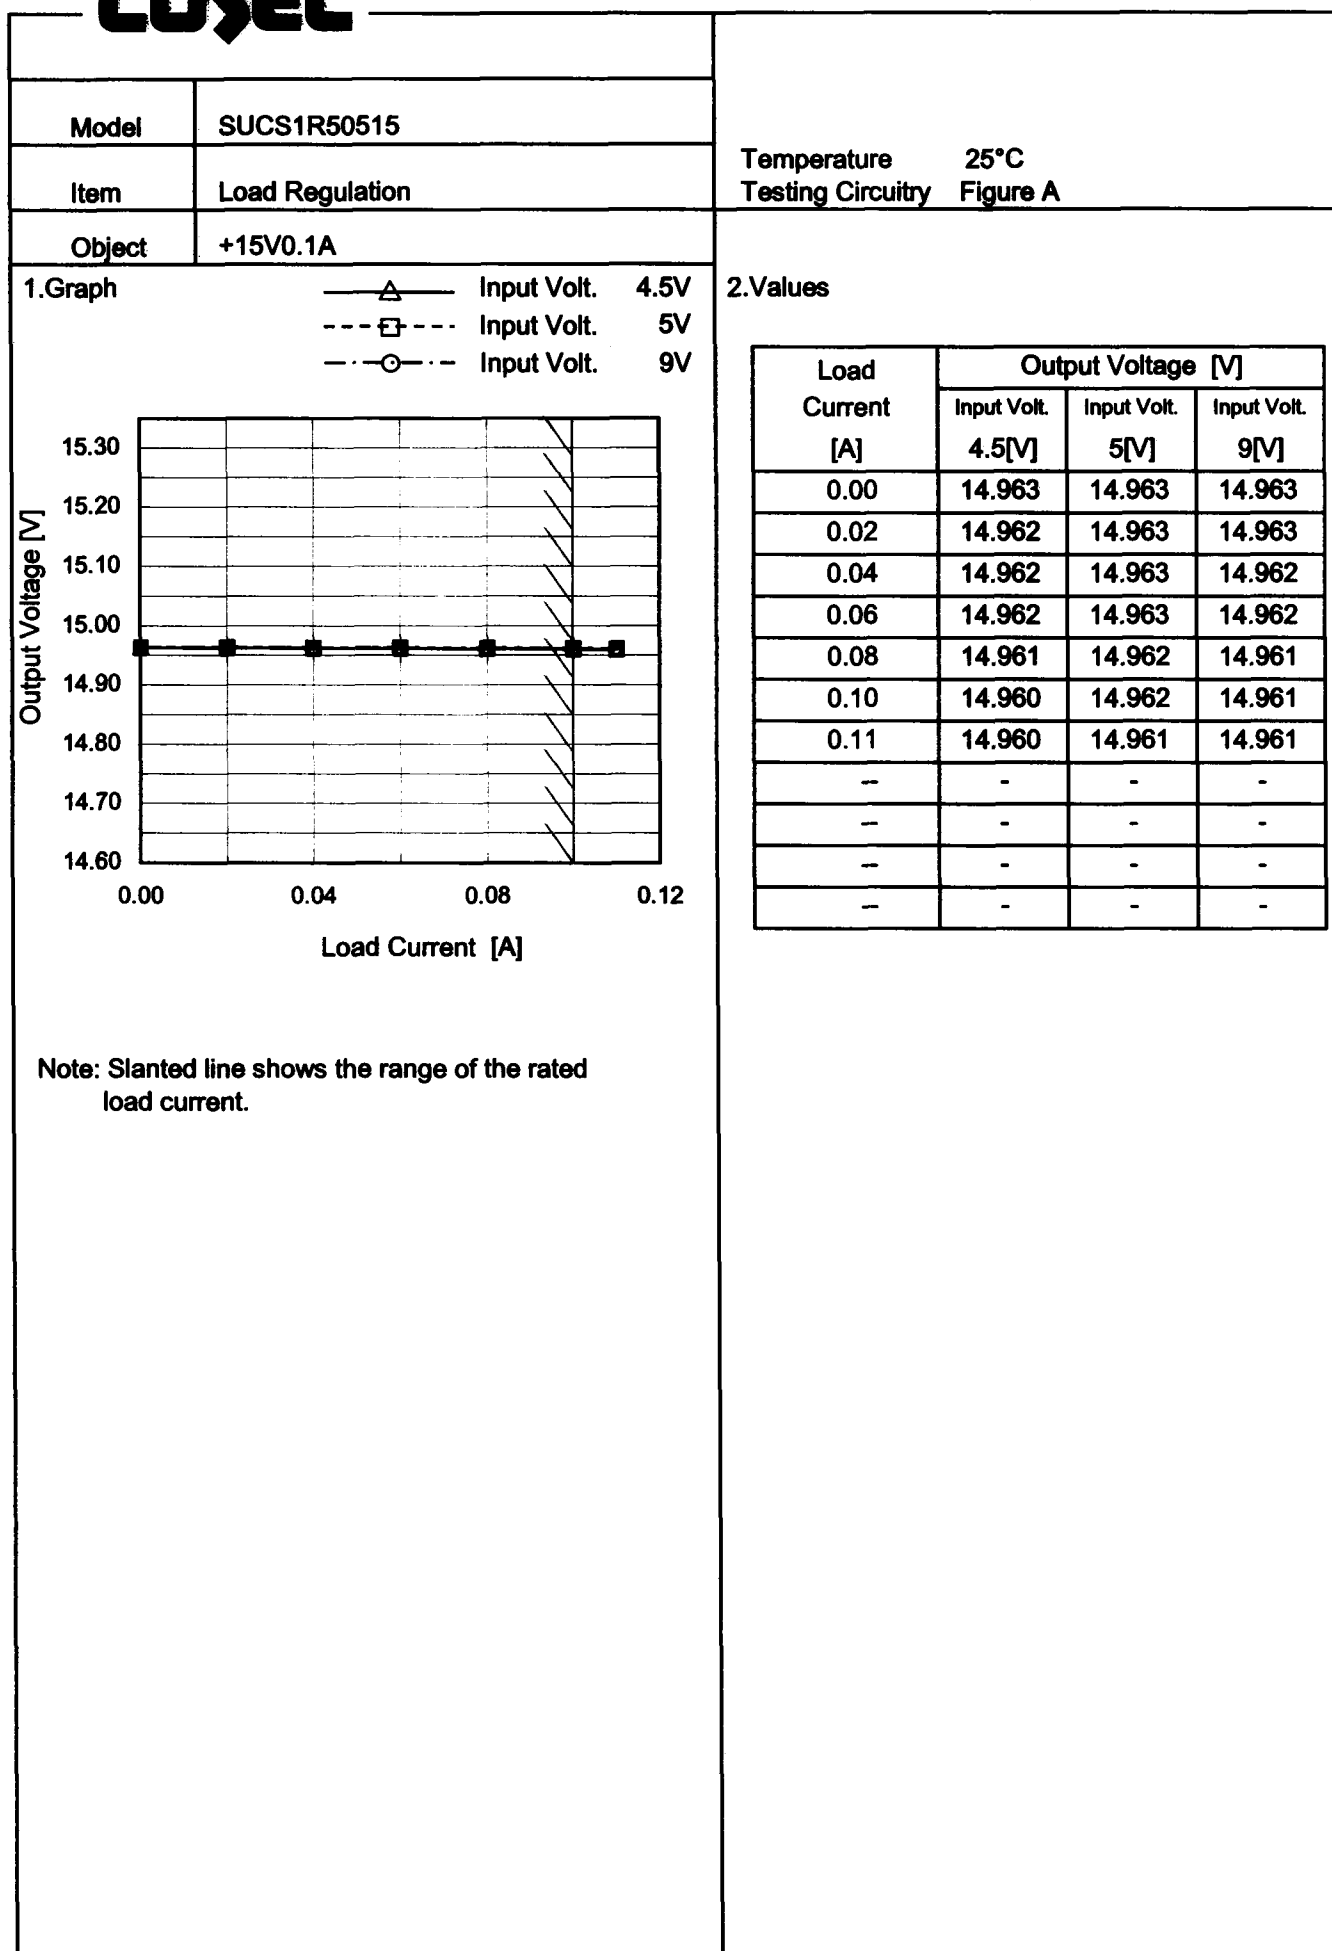 COSEL
Model SUCS1R50515
Item Load Regulation
Object +15V0.1A
Temperature 25°C
Testing Circuitry Figure A
1.Graph
Input Volt. 4.5V
Input Volt. 5V
Input Volt. 9V
Output Voltage [V]
15.30
15.20
15.10
15.00
14.90
14.80
14.70
14.60
0.00 0.04 0.08 0.12
Load Current [A]
Note: Slanted line shows the range of the rated
load current.
2.Values
Load Output Voltage [V]
Current Input Volt. Input Volt. Input Volt.
[A] 4.5[V] 5[V] 9[V]
0.00 14.963 14.963 14.963
0.02 14.962 14.963 14.963
0.04 14.962 14.963 14.962
0.06 14.962 14.963 14.962
0.08 14.961 14.962 14.961
0.10 14.960 14.962 14.961
0.11 14.960 14.961 14.961
-- - - -
-- - - -
-- - - -
-- - - -